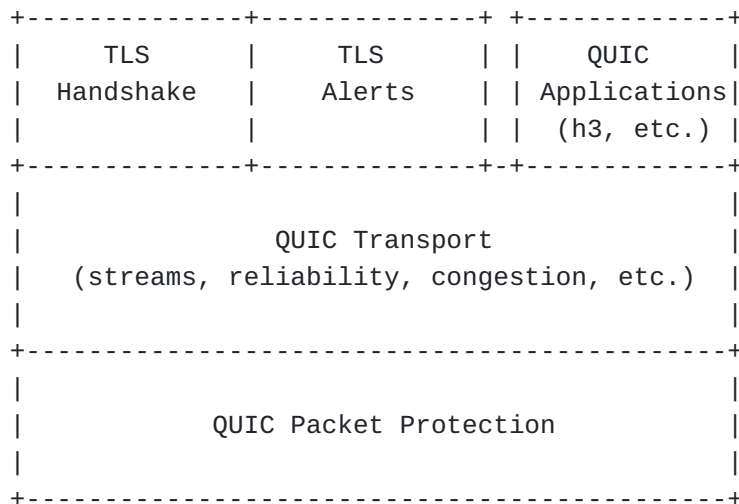 +--------------+--------------+ +-------------+
|     TLS      |     TLS      | |    QUIC     |
|  Handshake   |    Alerts    | | Applications|
|              |              | |  (h3, etc.) |
+--------------+--------------+-+-------------+
|                                             |
|                QUIC Transport               |
|   (streams, reliability, congestion, etc.)  |
|                                             |
+---------------------------------------------+
|                                             |
|            QUIC Packet Protection           |
|                                             |
+---------------------------------------------+